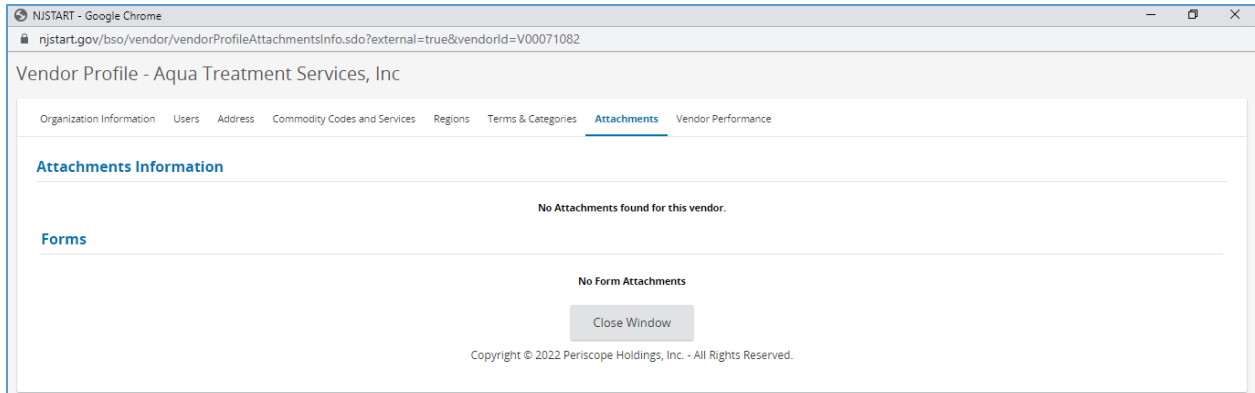 NJSTART - Google Chrome
njstart.gov/bso/vendor/vendorProfileAttachmentsInfo.sdo?external=true&vendorId=V00071082
Vendor Profile - Aqua Treatment Services, Inc
Organization Information Users Address Commodity Codes and Services Regions Terms & Categories Attachments Vendor Performance
Attachments Information
No Attachments found for this vendor.
Forms
No Form Attachments
Close Window
Copyright © 2022 Periscope Holdings, Inc. - All Rights Reserved.